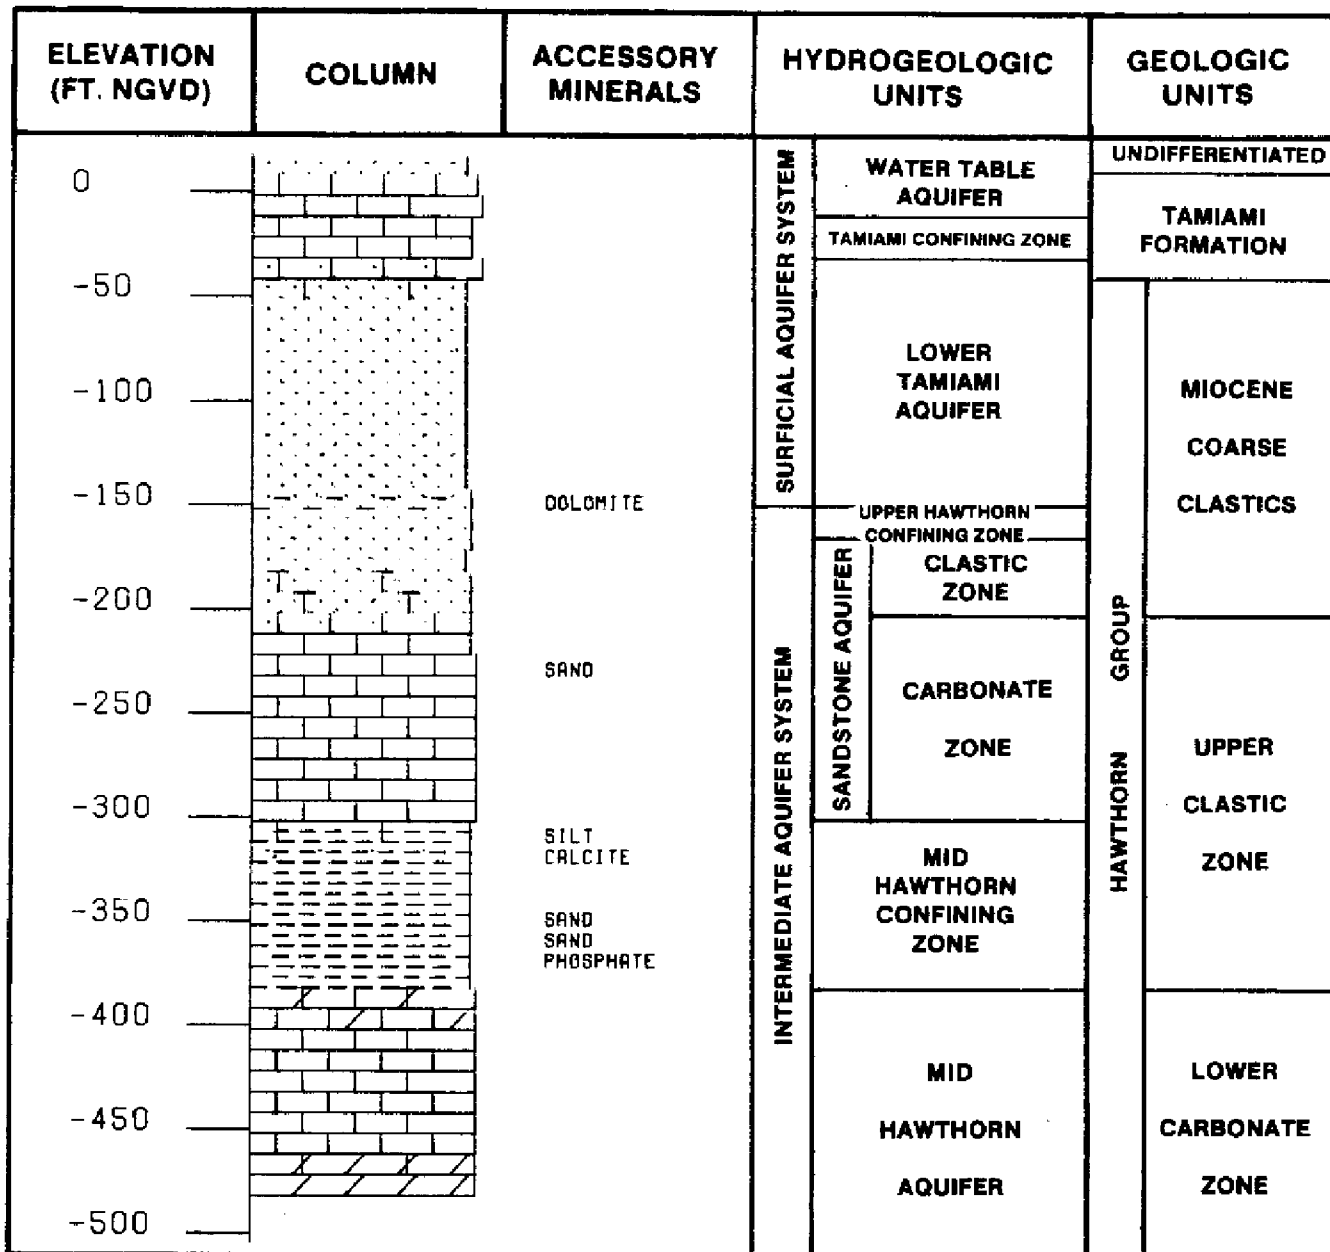 ELEVATION
(FT. NGVD)
COLUMN
ACCESSORY
MINERALS
HYDROGEOLOGIC
UNITS
GEOLOGIC
UNITS
0
-50
-100
-150
-200
-250
-300
-350
-400
-450
-500
DOLOMITE
SAND
SILT
CALCITE
SAND
SAND
PHOSPHATE
SURFICIAL AQUIFER SYSTEM
INTERMEDIATE AQUIFER SYSTEM
WATER TABLE
AQUIFER
TAMIAMI CONFINING ZONE
LOWER
TAMIAMI
AQUIFER
UPPER HAWTHORN
CONFINING ZONE
SANDSTONE AQUIFER
CLASTIC
ZONE
CARBONATE
ZONE
MID
HAWTHORN
CONFINING
ZONE
MID
HAWTHORN
AQUIFER
UNDIFFERENTIATED
TAMIAMI
FORMATION
HAWTHORN GROUP
MIOCENE
COARSE
CLASTICS
UPPER
CLASTIC
ZONE
LOWER
CARBONATE
ZONE